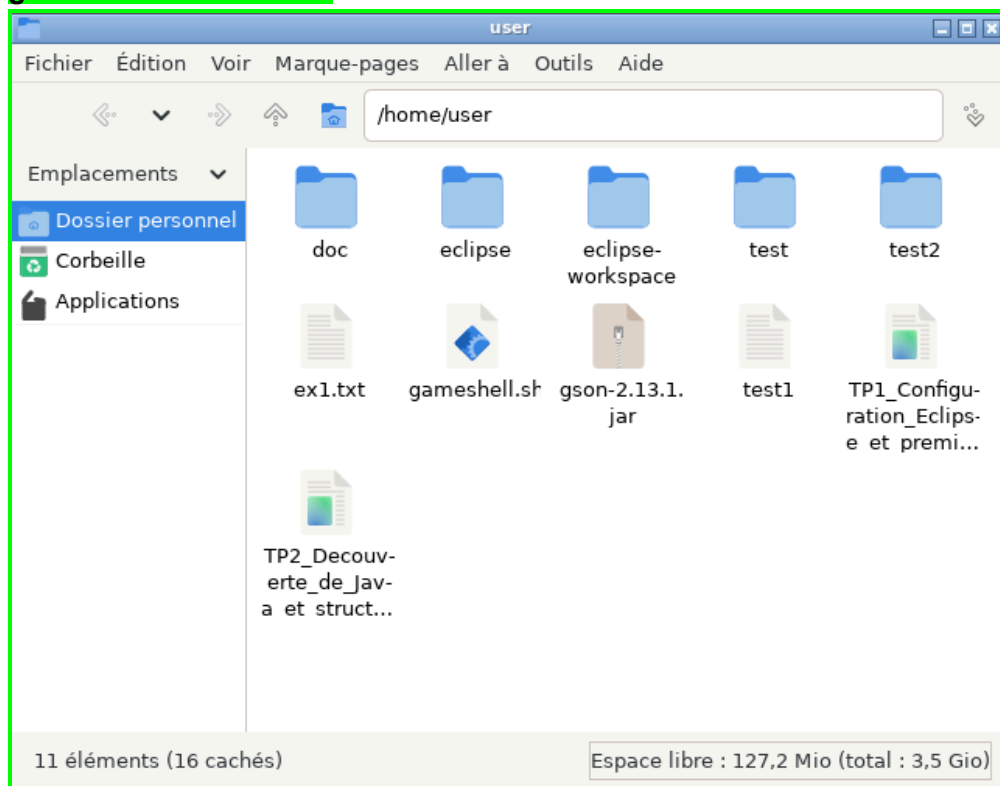 user
Fichier Édition Voir Marque-pages Aller à Outils Aide
/home/user
Emplacements
Dossier personnel
Corbeille
Applications
doc eclipse eclipse- test test2
workspace
ex1.txt gameshell.sh gson-2.13.1. test1 TP1_Configu-
jar ration_Eclips-
e et premi...
TP2_Decouv-
erte_de_Jav-
a et struct...
11 éléments (16 cachés) Espace libre : 127,2 Mio (total : 3,5 Gio)